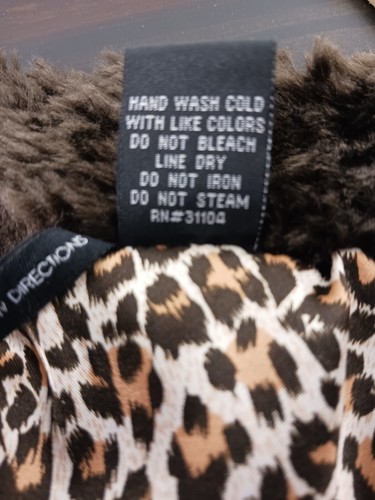 HAND WASH COLD
WITH LIKE COLORS
DO NOT BLEACH
LINE DRY
DO NOT IRON
DO NOT STEAM
RN#31104
DIRECTIONS